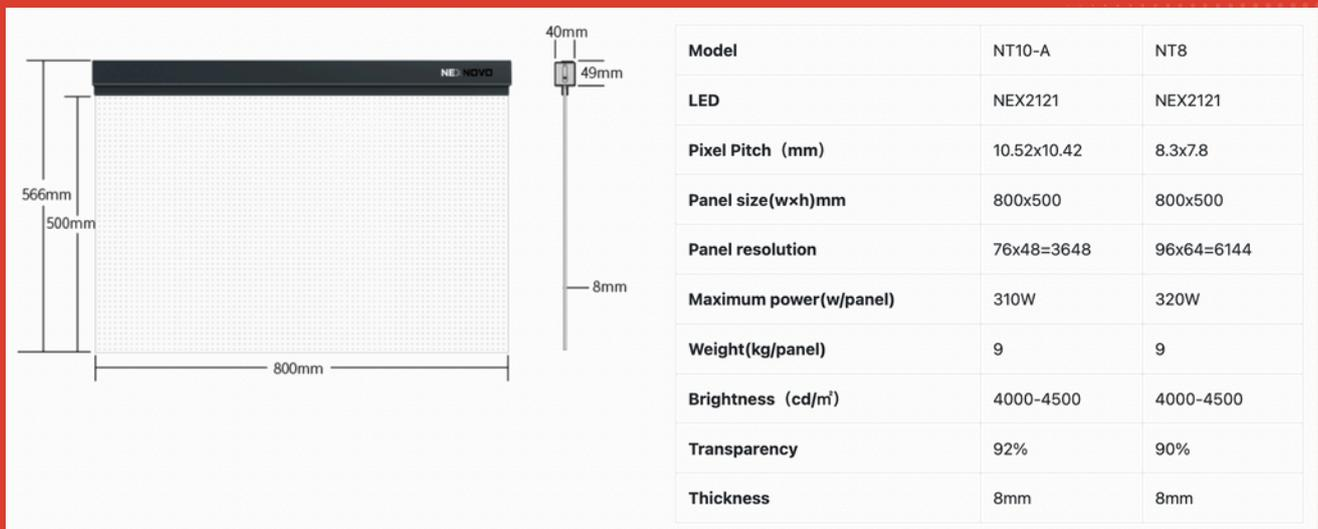 40mm
NEXNOVO
49mm
566mm
500mm
8mm
800mm
Model NT10-A NT8
LED NEX2121 NEX2121
Pixel Pitch（mm） 10.52x10.42 8.3x7.8
Panel size(w×h)mm 800x500 800x500
Panel resolution 76x48=3648 96x64=6144
Maximum power(w/panel) 310W 320W
Weight(kg/panel) 9 9
Brightness（cd/㎡） 4000-4500 4000-4500
Transparency 92% 90%
Thickness 8mm 8mm